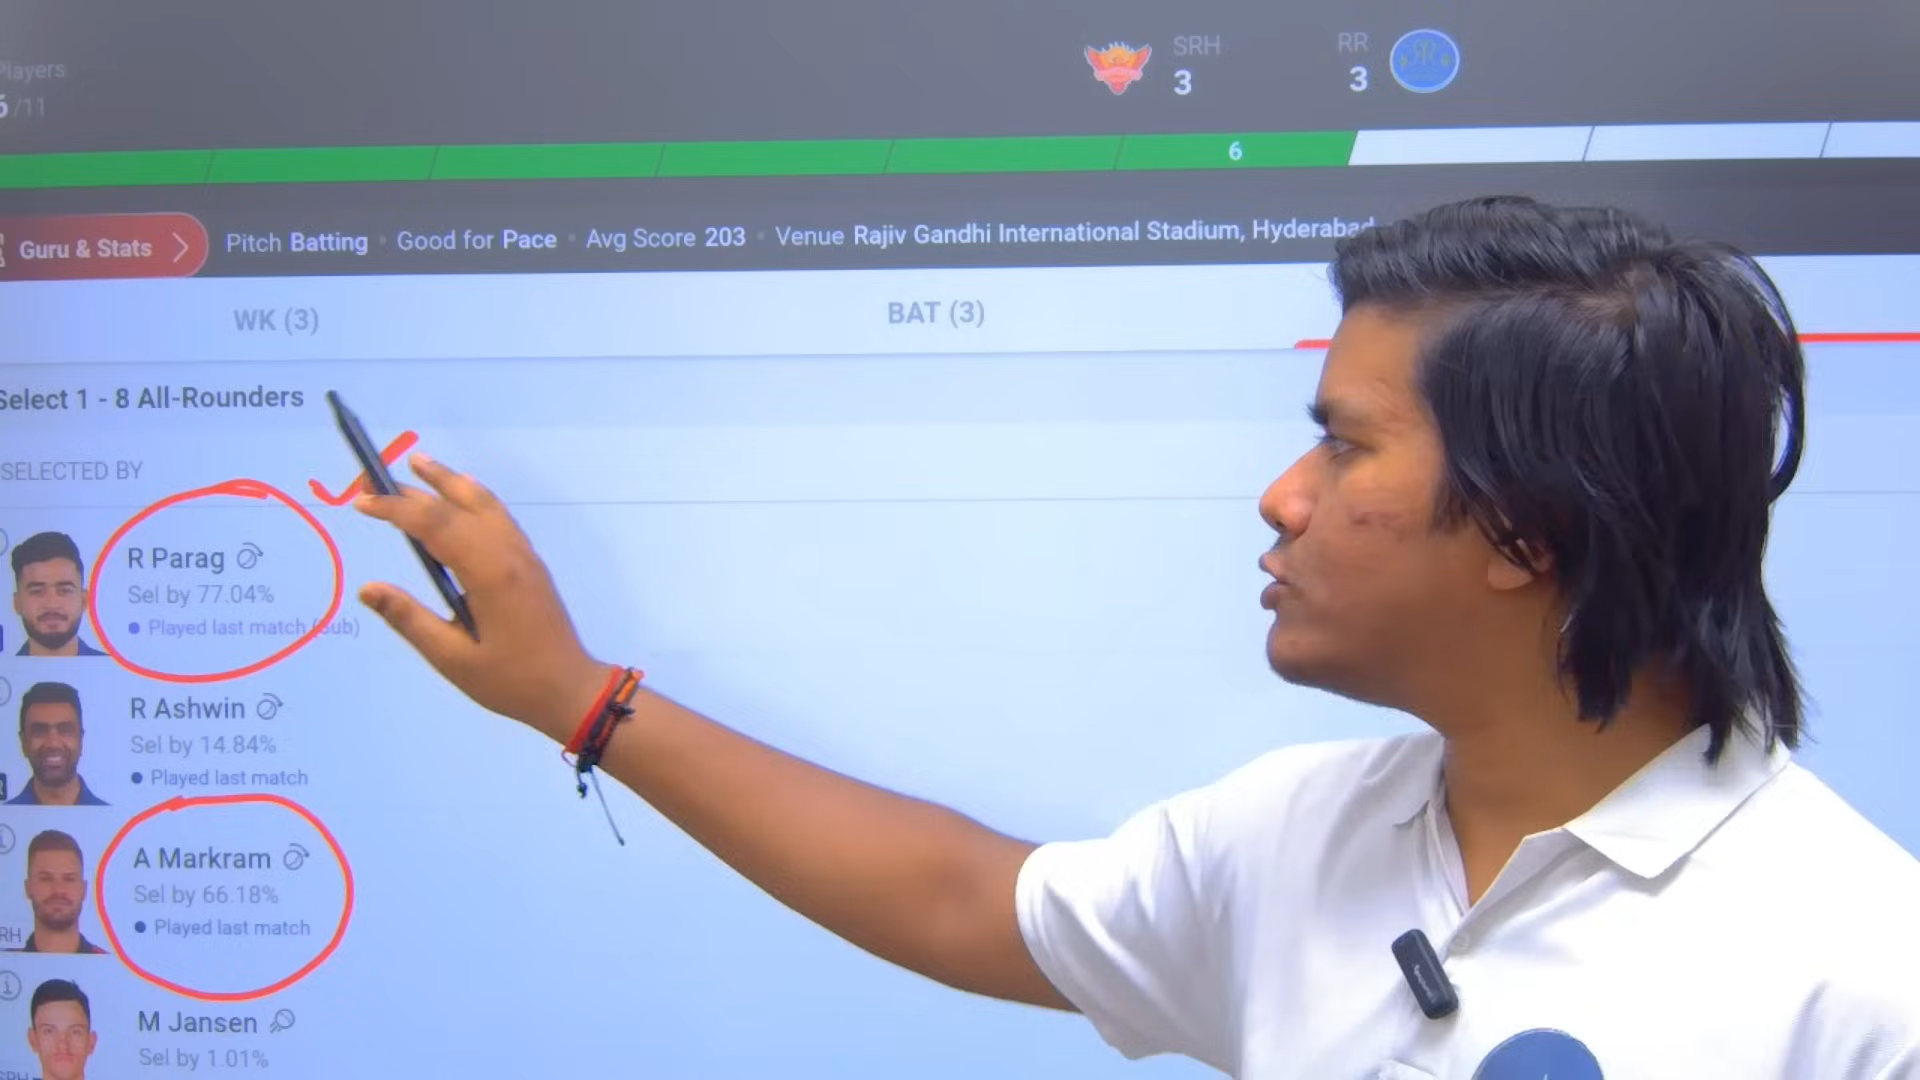 Players
6/11
SRH
3
RR
3
6
Guru & Stats
Pitch Batting • Good for Pace • Avg Score 203 • Venue Rajiv Gandhi International Stadium, Hyderabad
WK (3)
BAT (3)
Select 1 - 8 All-Rounders
SELECTED BY
R Parag
Sel by 77.04%
Played last match (Sub)
R Ashwin
Sel by 14.84%
Played last match
A Markram
Sel by 66.18%
Played last match
RH
M Jansen
Sel by 1.01%